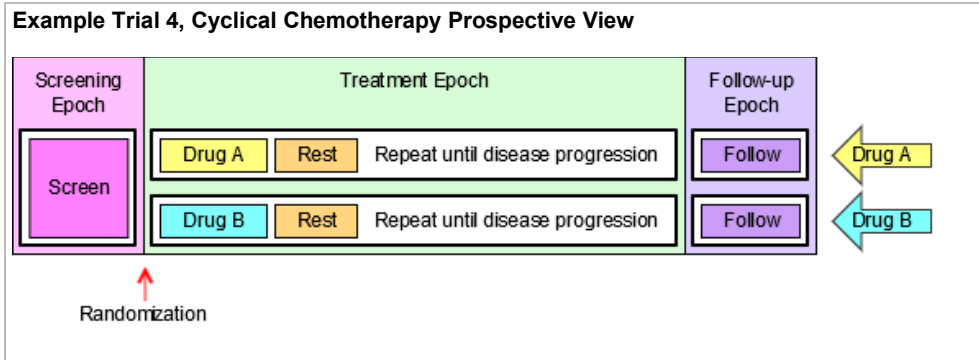 Example Trial 4, Cyclical Chemotherapy Prospective View
Screening
Epoch
Treatment Epoch
Follow-up
Epoch
Screen
Drug A
Rest
Repeat until disease progression
Follow
Drug A
Drug B
Rest
Repeat until disease progression
Follow
Drug B
Randomization